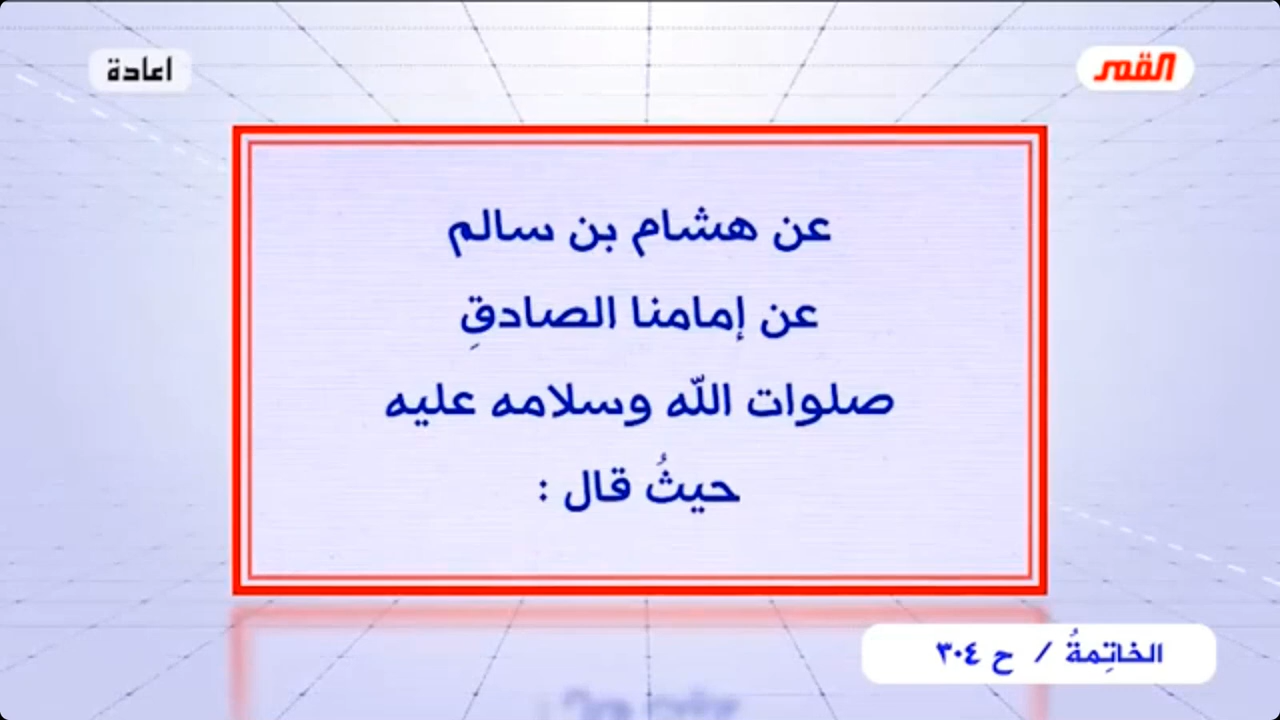 القمر
اعادة
عن هشام بن سالم
عن إمامنا الصادقِ
صلوات اللّه وسلامه عليه
حيثُ قال :
الخاتِمةُ / ح ٣٠٤